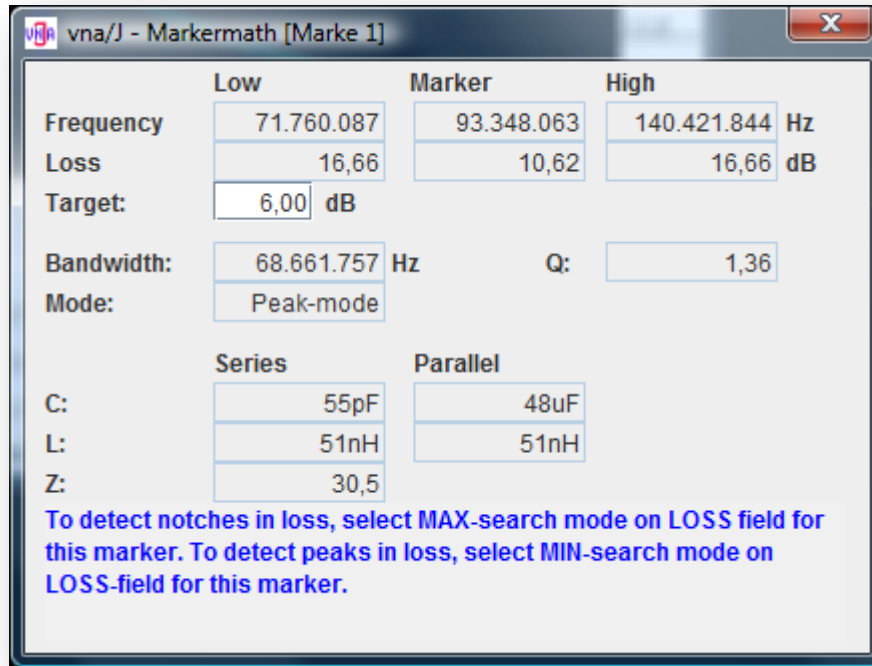 vna/J - Markermath [Marke 1]
Low Marker High
Frequency 71.760.087 93.348.063 140.421.844 Hz
Loss 16,66 10,62 16,66 dB
Target: 6,00 dB
Bandwidth: 68.661.757 Hz Q: 1,36
Mode: Peak-mode
Series Parallel
C: 55pF 48uF
L: 51nH 51nH
Z: 30,5
To detect notches in loss, select MAX-search mode on LOSS field for
this marker. To detect peaks in loss, select MIN-search mode on
LOSS-field for this marker.